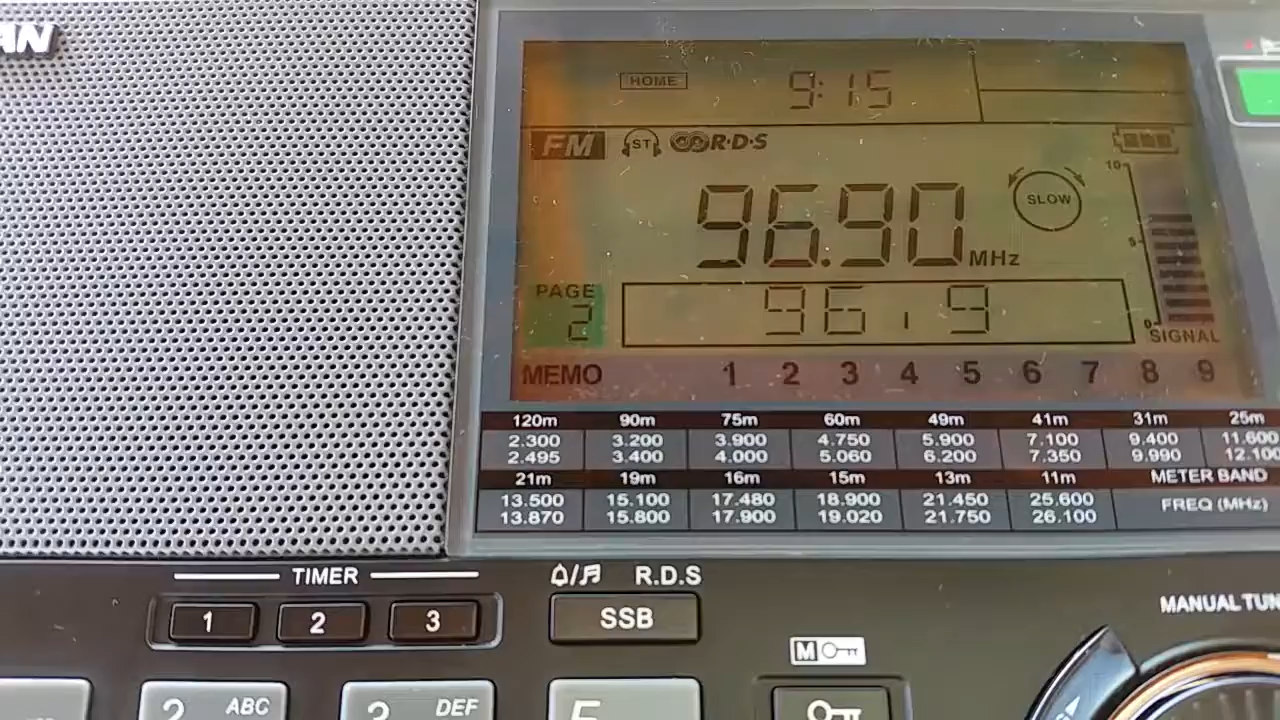 AN
HOME 9:15
FM ST R·D·S
10
SLOW
96.90 MHz
5
PAGE
2
96.9
0
SIGNAL
MEMO 1 2 3 4 5 6 7 8 9
120m 90m 75m 60m 49m 41m 31m 25m
2.300 3.200 3.900 4.750 5.900 7.100 9.400 11.600
2.495 3.400 4.000 5.060 6.200 7.350 9.990 12.100
21m 19m 16m 15m 13m 11m METER BAND
13.500 15.100 17.480 18.900 21.450 25.600 FREQ (MHz)
13.870 15.800 17.900 19.020 21.750 26.100
TIMER R.D.S
1 2 3 SSB
MANUAL TUN
M
2 ABC 3 DEF 5